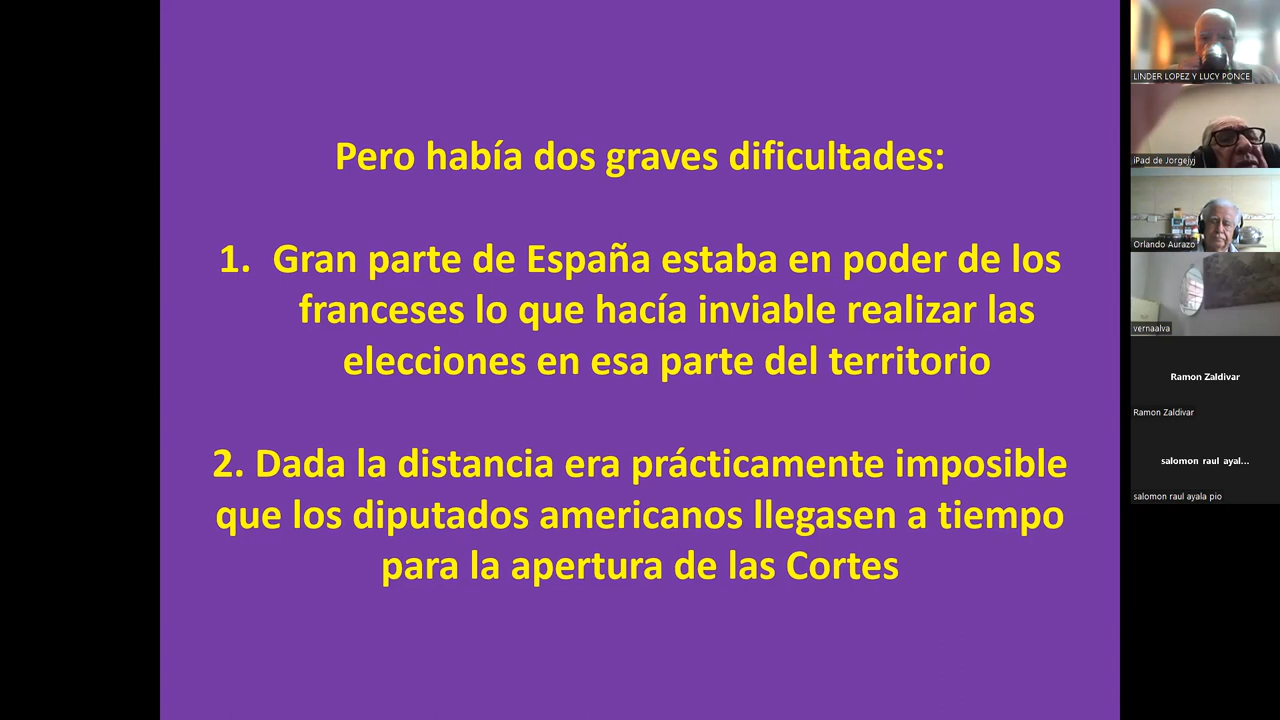 Pero había dos graves dificultades:
1. Gran parte de España estaba en poder de los
franceses lo que hacía inviable realizar las
elecciones en esa parte del territorio
2. Dada la distancia era prácticamente imposible
que los diputados americanos llegasen a tiempo
para la apertura de las Cortes
LINDER LOPEZ Y LUCY PONCE
iPad de Jorgejyj
Orlando Aurazo
vernaalva
Ramon Zaldivar
Ramon Zaldivar
salomon raul ayal...
salomon raul ayala pio